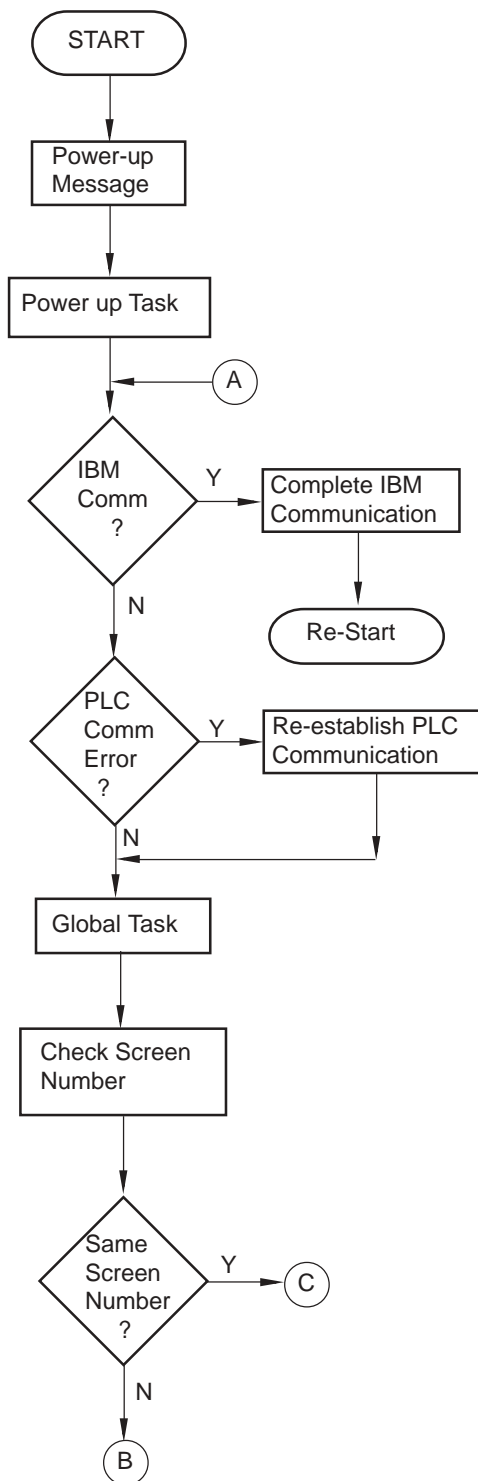 START
Power-up
Message
Power up Task
A
IBM
Comm
?
Y
Complete IBM
Communication
N
Re-Start
PLC
Comm
Error
?
Y
Re-establish PLC
Communication
N
Global Task
Check Screen
Number
Same
Screen
Number
?
Y
C
N
B